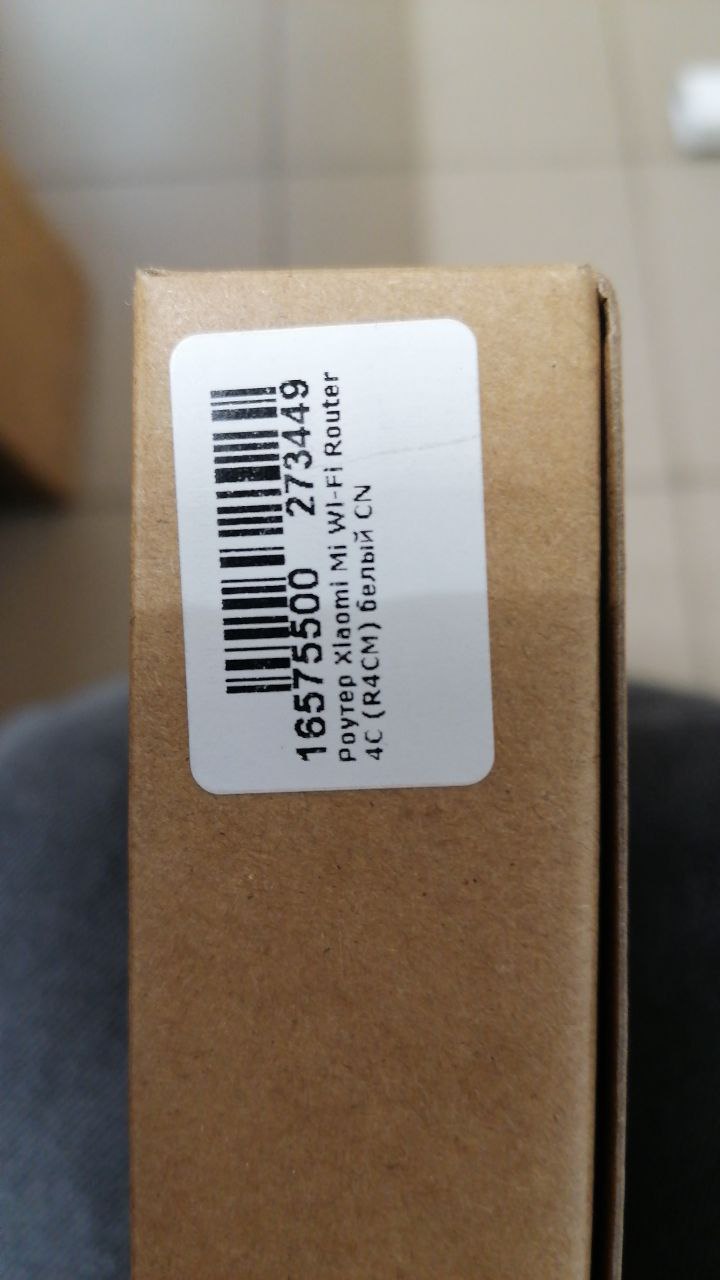 16575500 273449
Роутер Xiaomi Mi WI-Fi Router
4C (R4CM) белый CN